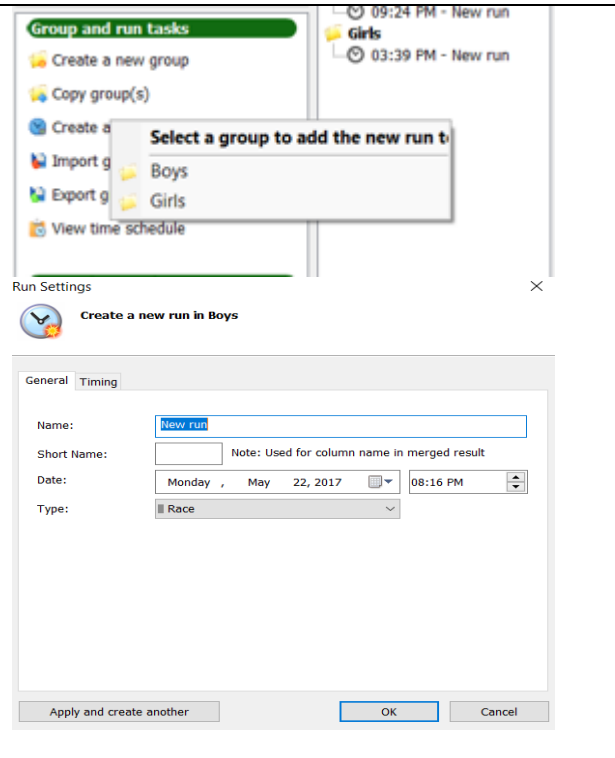 Group and run tasks
Create a new group
Copy group(s)
Create a
Import g
Export g
View time schedule
Select a group to add the new run t
Boys
Girls
09:24 PM - New run
Girls
03:39 PM - New run
Run Settings
Create a new run in Boys
General Timing
Name: New run
Short Name: Note: Used for column name in merged result
Date: Monday , May 22, 2017 08:16 PM
Type: Race
Apply and create another OK Cancel